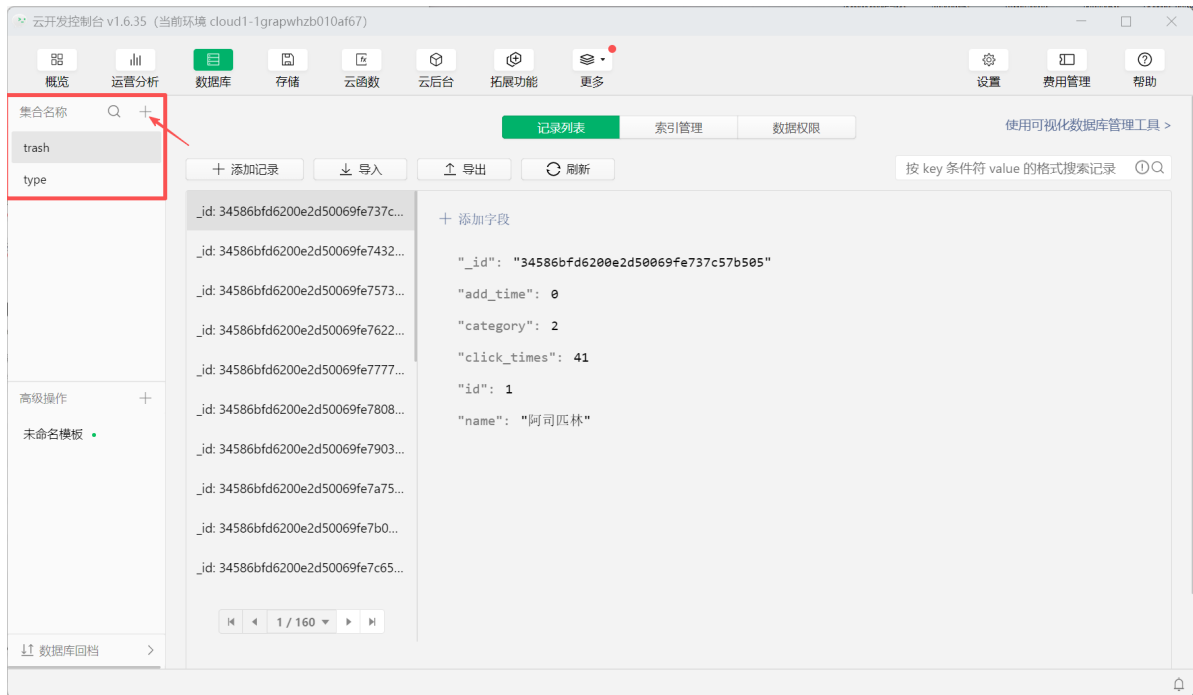 云开发控制台 v1.6.35（当前环境 cloud1-1grapwhzb010af67）
概览 运营分析 数据库 存储 云函数 云后台 拓展功能 更多 设置 费用管理 帮助
集合名称
trash
type
记录列表 索引管理 数据权限
使用可视化数据库管理工具 >
添加记录 导入 导出 刷新
按 key 条件符 value 的格式搜索记录
_id: 34586bfd6200e2d50069fe737c...
_id: 34586bfd6200e2d50069fe7432...
_id: 34586bfd6200e2d50069fe7573...
_id: 34586bfd6200e2d50069fe7622...
_id: 34586bfd6200e2d50069fe7777...
_id: 34586bfd6200e2d50069fe7808...
_id: 34586bfd6200e2d50069fe7903...
_id: 34586bfd6200e2d50069fe7a75...
_id: 34586bfd6200e2d50069fe7b0...
_id: 34586bfd6200e2d50069fe7c65...
1 / 160
添加字段
"_id": "34586bfd6200e2d50069fe737c57b505"
"add_time": 0
"category": 2
"click_times": 41
"id": 1
"name": "阿司匹林"
高级操作
未命名模板
数据库回档